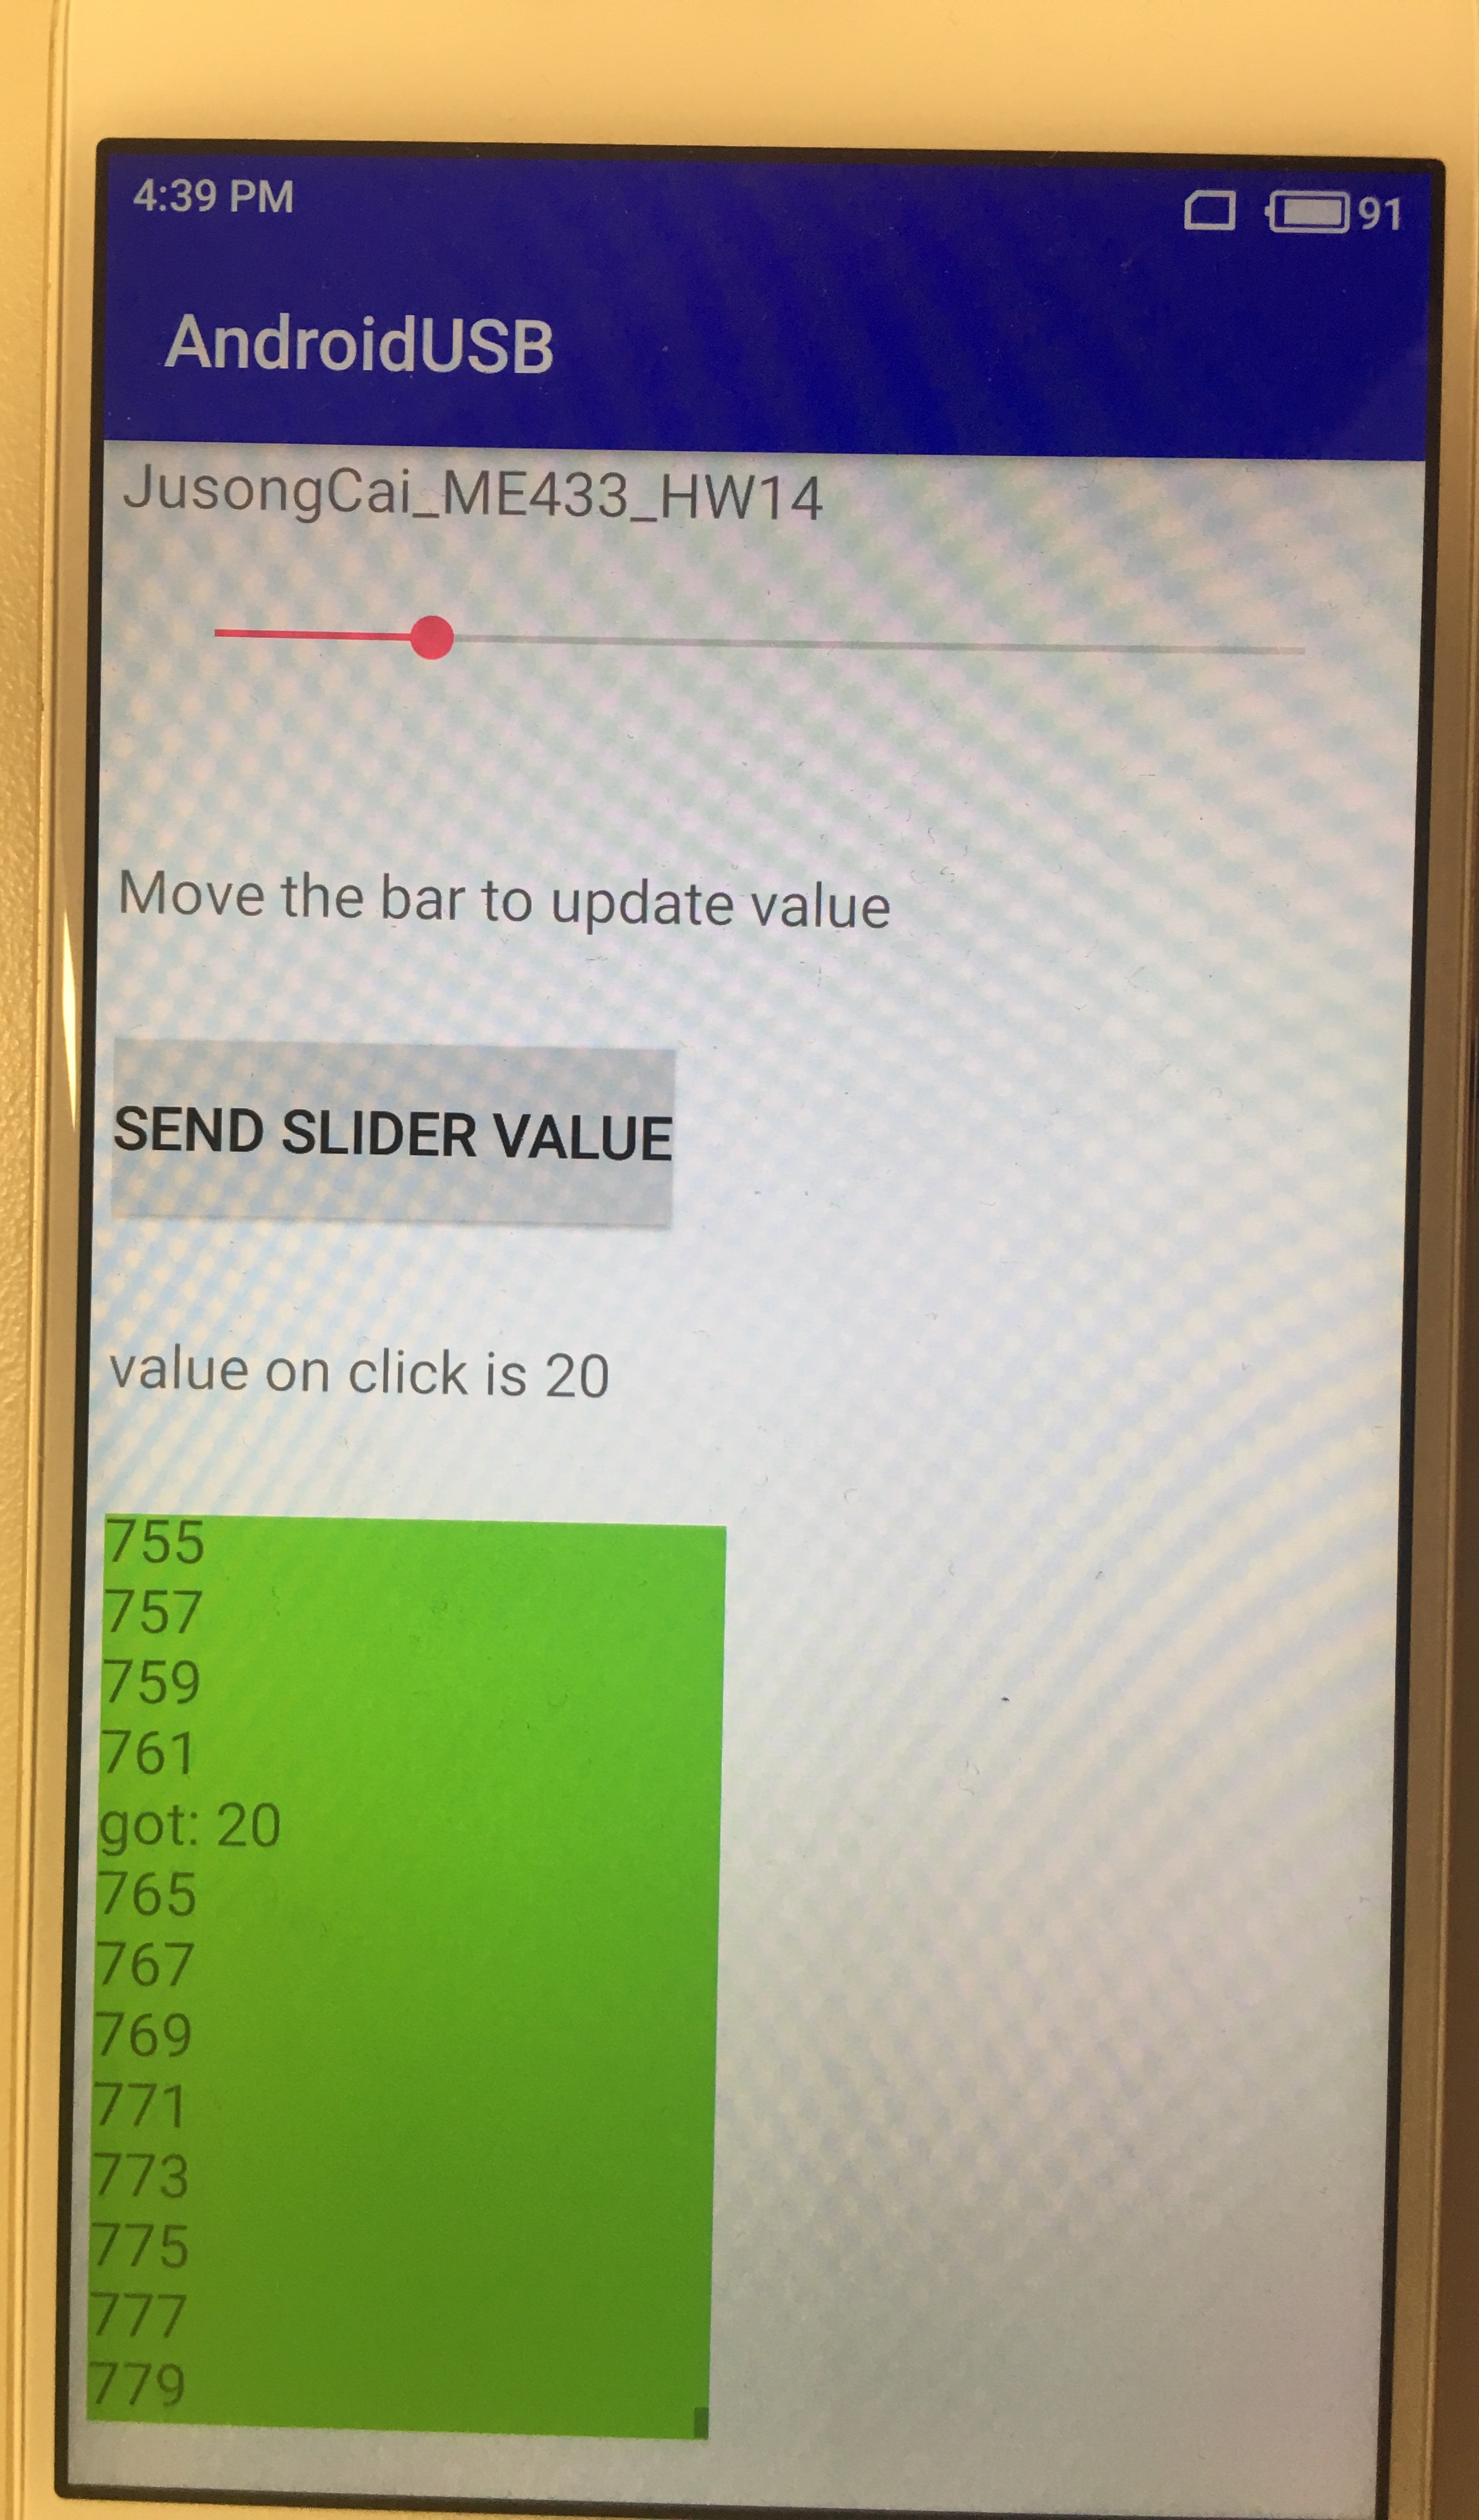 4:39 PM 91
AndroidUSB
JusongCai_ME433_HW14
Move the bar to update value
SEND SLIDER VALUE
value on click is 20
755
757
759
761
got: 20
765
767
769
771
773
775
777
779